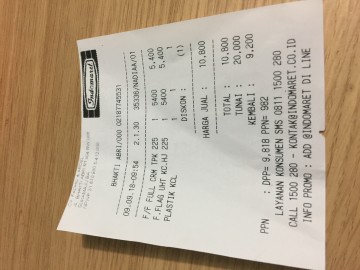 Indomaret
BHAKTI ABRI/000 02187745531
09.09.18-09:54 2.1.30 35336/NADIAA/01
F/F FULL CRM TPK 225 1 5400 5,400
F.FLAG UHT KC.HJ 225 1 5400 5,400
PLASTIK KCL 1 (1)
DISKON :
HARGA JUAL : 10,800
TOTAL : 10,800
TUNAI : 20,000
KEMBALI : 9,200
PPN : DPP= 9,818 PPN= 982
LAYANAN KONSUMEN SMS 0811 1500 280
CALL 1500 280 - KONTAK@INDOMARET.CO.ID
INFO PROMO : ADD @INDOMARET DI LINE